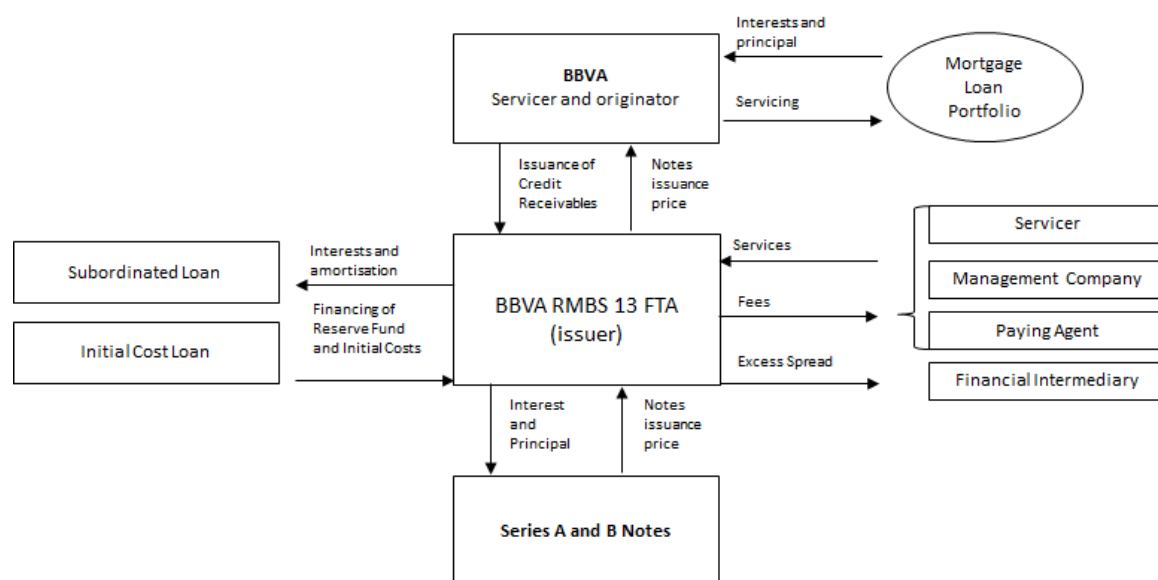 Interests and
principal
BBVA
Servicer and originator
Mortgage
Loan
Portfolio
Servicing
Issuance of
Credit
Receivables
Notes
issuance
price
Servicer
Services
Interests and
amortisation
Subordinated Loan
Management Company
BBVA RMBS 13 FTA
(issuer)
Fees
Financing of
Reserve Fund
and Initial Costs
Paying Agent
Initial Cost Loan
Excess Spread
Financial Intermediary
Interest
and
Principal
Notes
issuance
price
Series A and B Notes